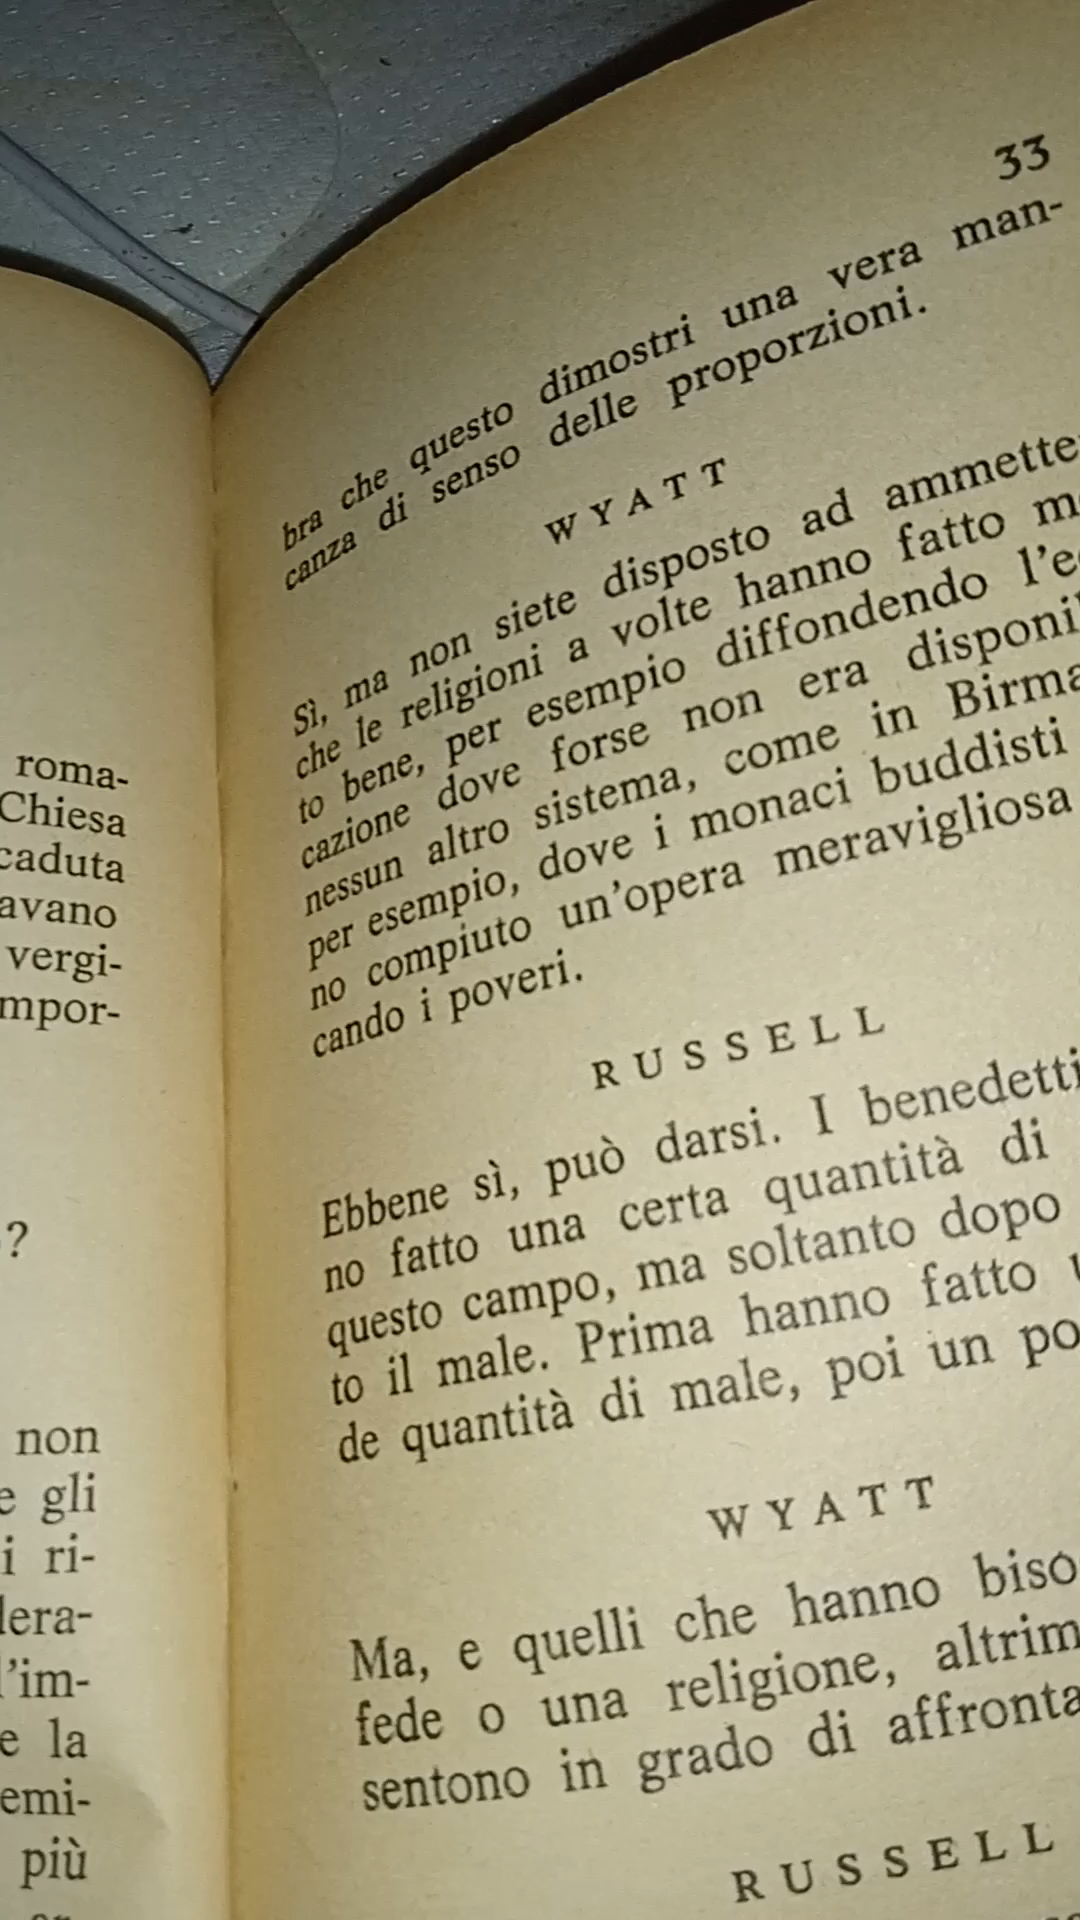 roma-
Chiesa
caduta
avano
vergi-
mpor-
?
non
e gli
i ri-
lera-
l'im-
e la
emi-
più
33
bra che questo dimostri una vera man-
canza di senso delle proporzioni.
WYATT
Sì, ma non siete disposto ad ammette
che le religioni a volte hanno fatto m
to bene, per esempio diffondendo l'e
cazione dove forse non era disponi
nessun altro sistema, come in Birma
per esempio, dove i monaci buddisti
no compiuto un'opera meravigliosa
cando i poveri.
RUSSELL
Ebbene sì, può darsi. I benedetti
no fatto una certa quantità di
questo campo, ma soltanto dopo
to il male. Prima hanno fatto
de quantità di male, poi un po
WYATT
Ma, e quelli che hanno biso
fede o una religione, altrim
sentono in grado di affronta
RUSSELL